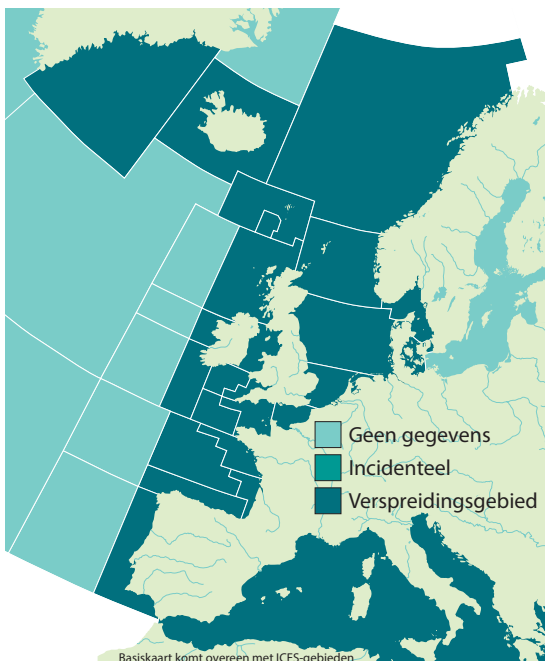 Geen gegevens
Incidenteel
Verspreidingsgebied
Basiskaart komt overeen met ICES-gebieden